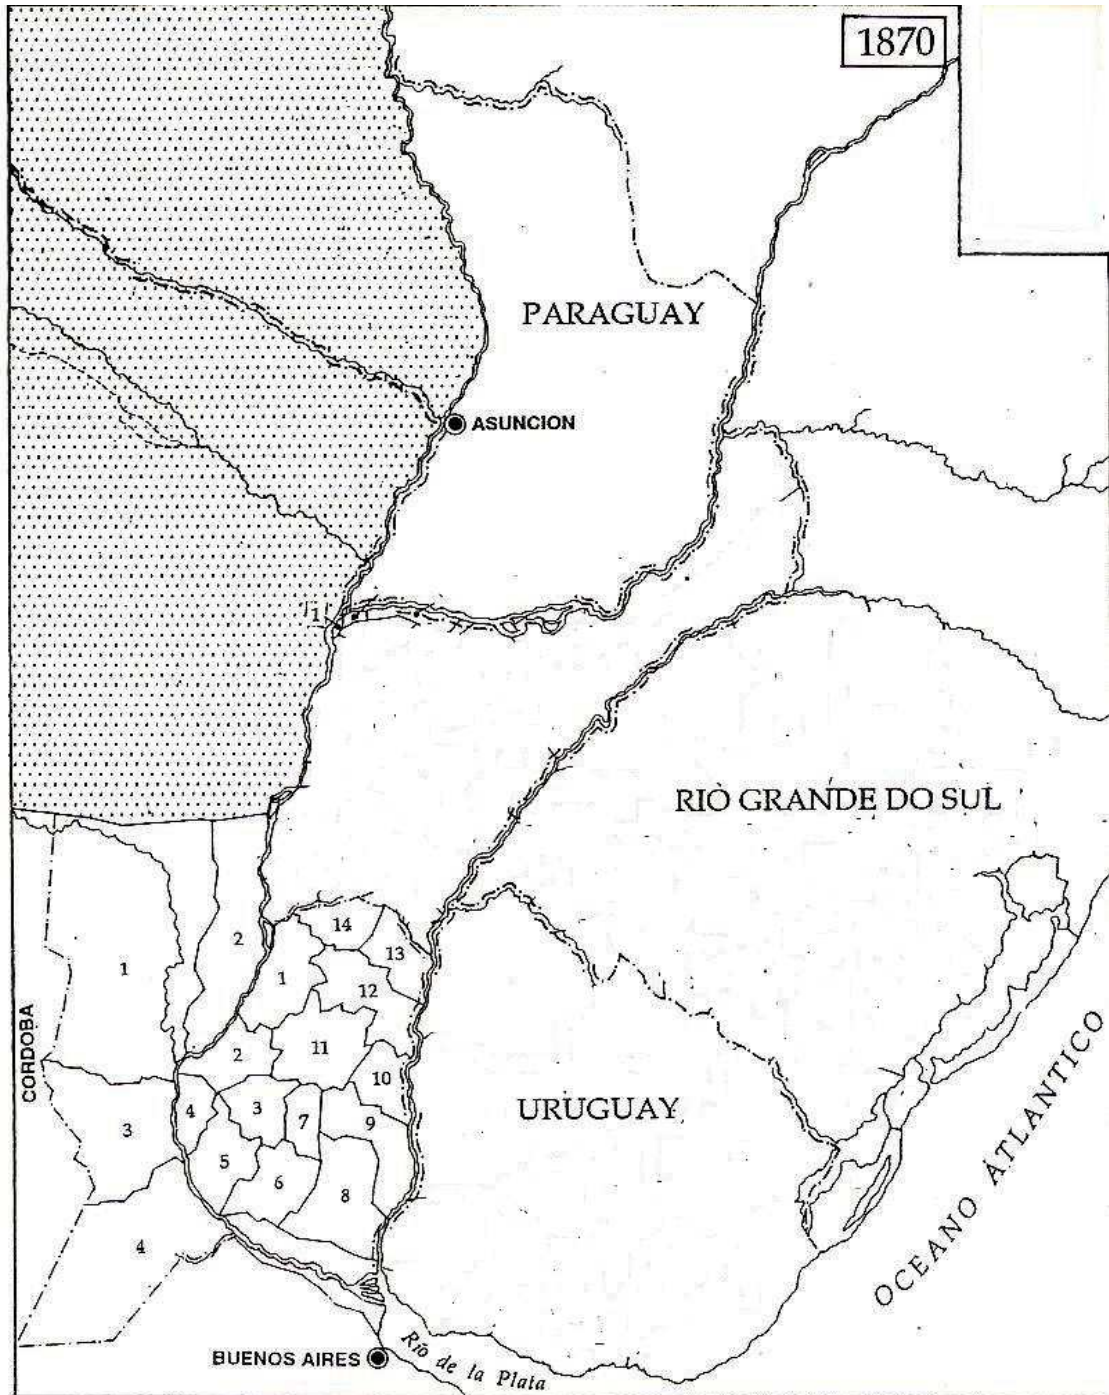 1870
PARAGUAY
ASUNCION
1
RIO GRANDE DO SUL
2
14
13
1
1
12
CORDOBA
11
2
10
4
3
7
9
URUGUAY
3
5
6
8
4
OCEANO ATLANTICO
BUENOS AIRES
Río de la Plata